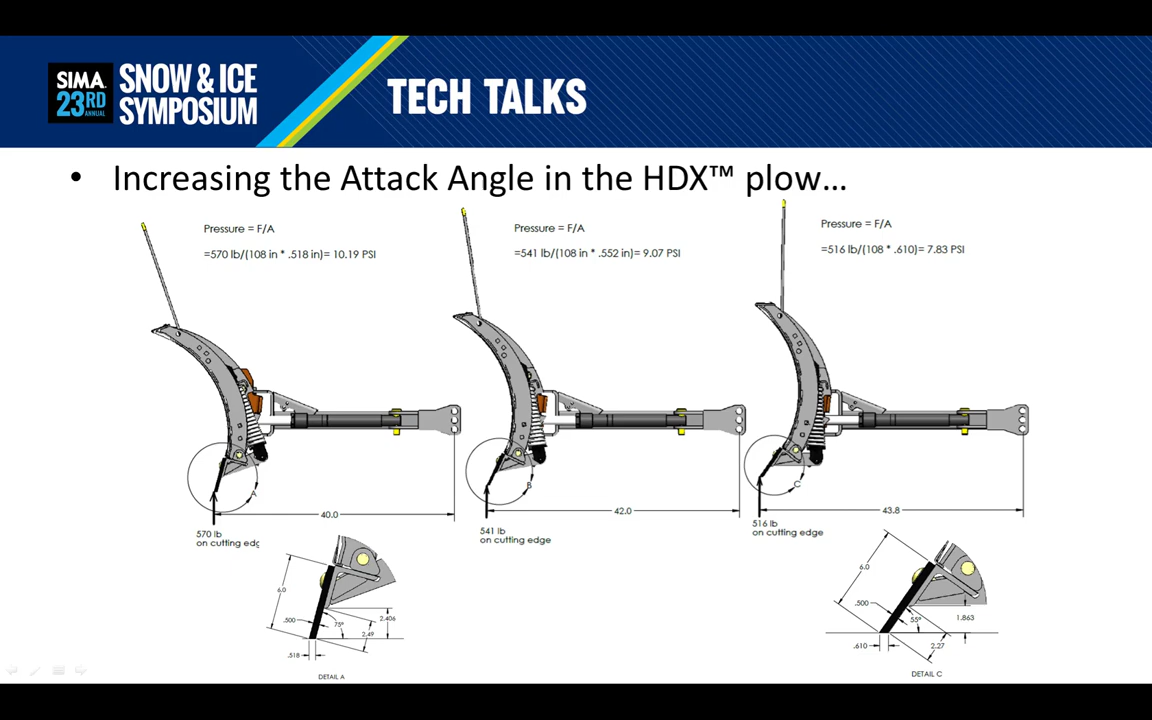 SIMA
23RD
ANNUAL
SNOW & ICE
SYMPOSIUM
TECH TALKS
• Increasing the Attack Angle in the HDX™ plow…
Pressure = F/A
=570 lb/(108 in * .518 in)= 10.19 PSI
Pressure = F/A
=541 lb/(108 in * .552 in)= 9.07 PSI
Pressure = F/A
=516 lb/(108 * .610)= 7.83 PSI
A
40.0
570 lb
on cutting edg
B
42.0
541 lb
on cutting edge
C
43.8
516 lb
on cutting edge
6.0
.500
75°
2.406
2.49
.518
DETAIL A
6.0
.500
55°
1.863
.610
2.27
DETAIL C